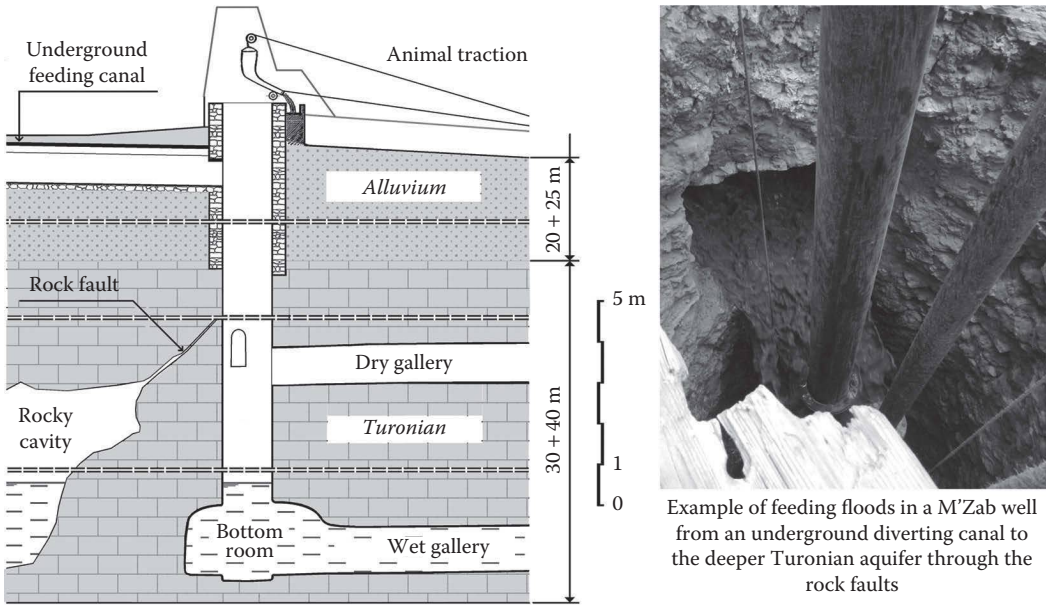 Underground
feeding canal
Animal traction
Alluvium
20 + 25 m
Rock fault
5 m
Dry gallery
Rocky
cavity
Turonian
30 + 40 m
1
0
Bottom
room
Wet gallery
Example of feeding floods in a M’Zab well
from an underground diverting canal to
the deeper Turonian aquifer through the
rock faults